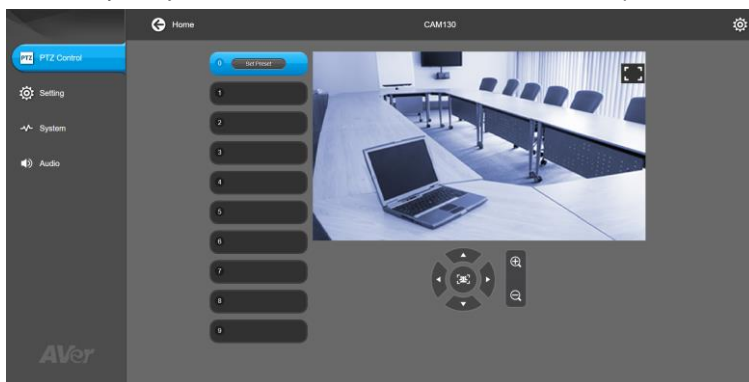 Home
CAM130
PTZ PTZ Control
Setting
System
Audio
0 Set Preset
1
2
3
4
5
6
7
8
9
AVer